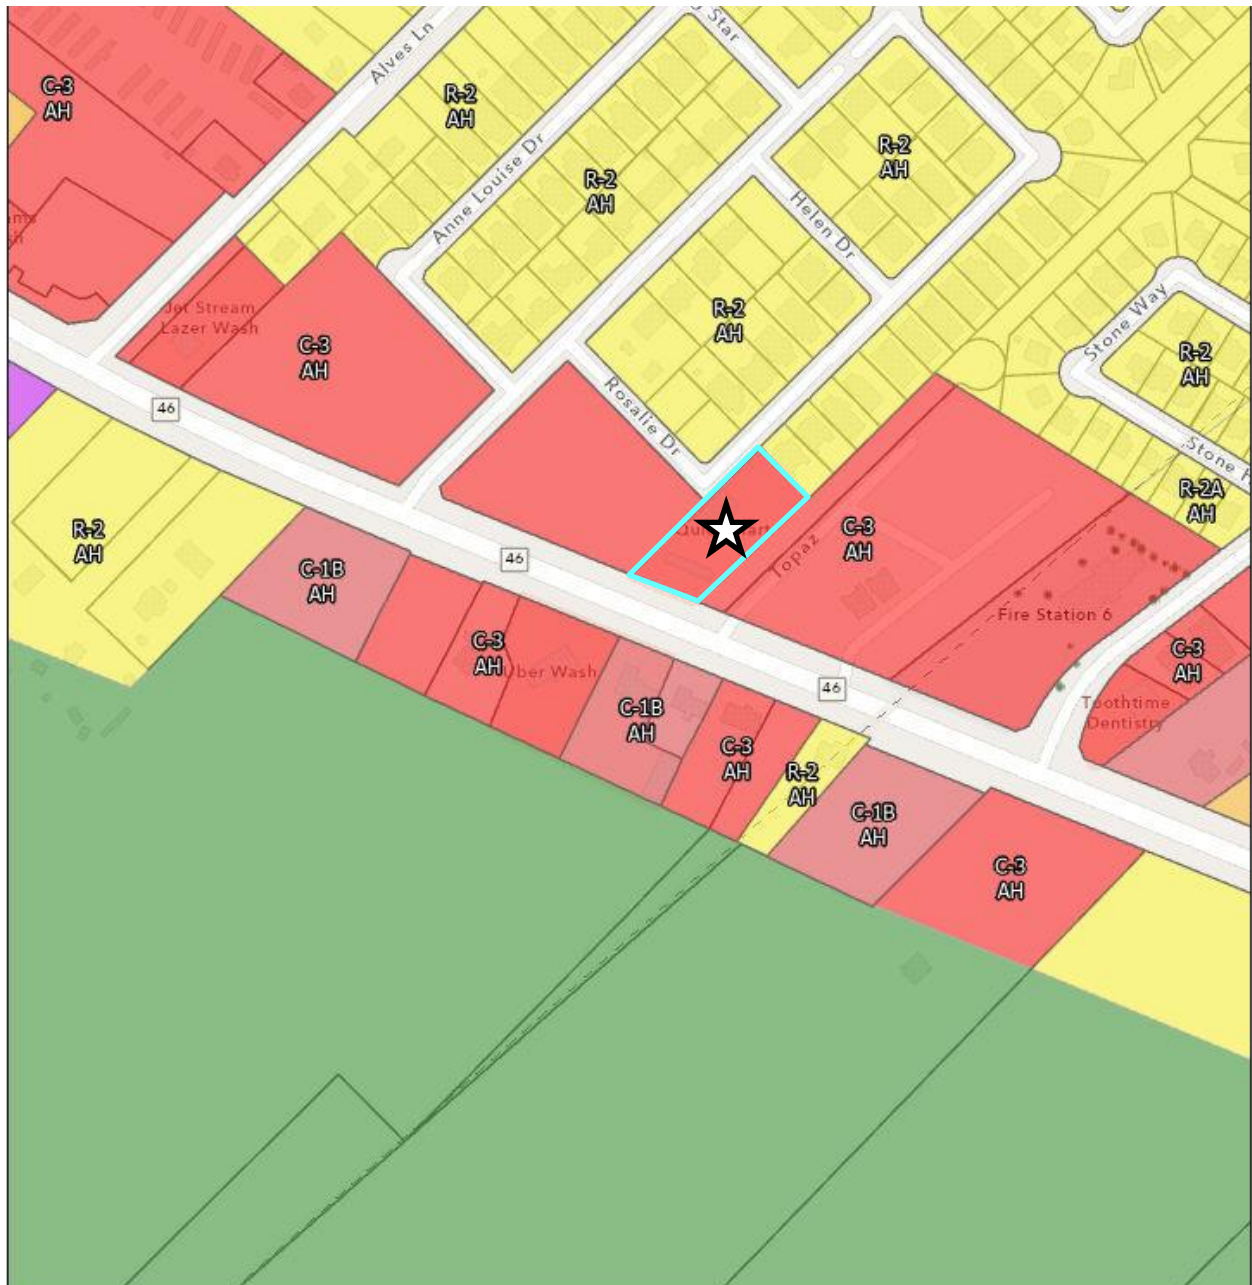 g Star
Alves Ln
C-3
AH
R-2
AH
R-2
AH
R-2
AH
Anne Louise Dr
Helen Dr
Jet Stream
Lazer Wash
C-3
AH
R-2
AH
Stone Way
R-2
AH
46
Rosalie Dr
Stone
R-2A
AH
R-2
AH
46
C-1B
AH
C-3
AH
Topaz
Fire Station 6
C-3
AH
Uber Wash
C-3
AH
46
C-1B
AH
Toothtime
Dentistry
C-3
AH
R-2
AH
C-1B
AH
C-3
AH